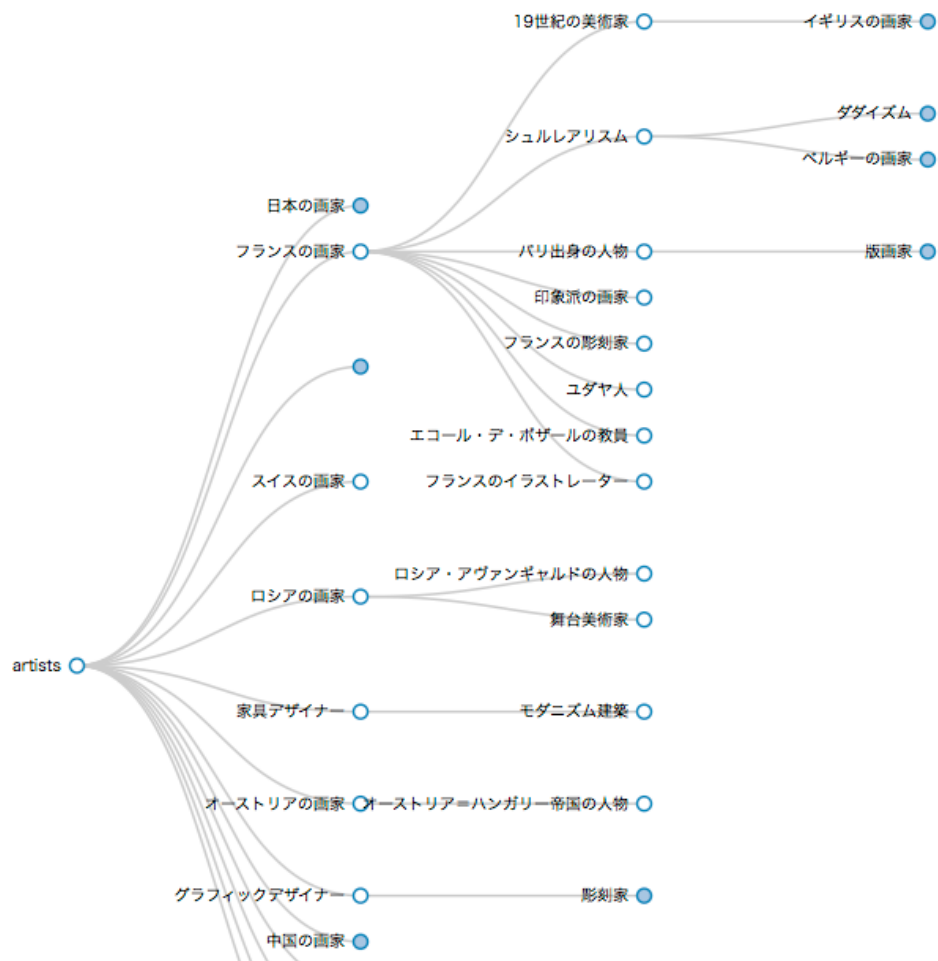 19世紀の美術家
イギリスの画家
ダダイズム
シュルレアリスム
ベルギーの画家
日本の画家
フランスの画家
パリ出身の人物
版画家
印象派の画家
フランスの彫刻家
ユダヤ人
エコール・デ・ボザールの教員
スイスの画家
フランスのイラストレーター
ロシア・アヴァンギャルドの人物
ロシアの画家
舞台美術家
artists
家具デザイナー
モダニズム建築
オーストリアの画家
オーストリア=ハンガリー帝国の人物
グラフィックデザイナー
彫刻家
中国の画家